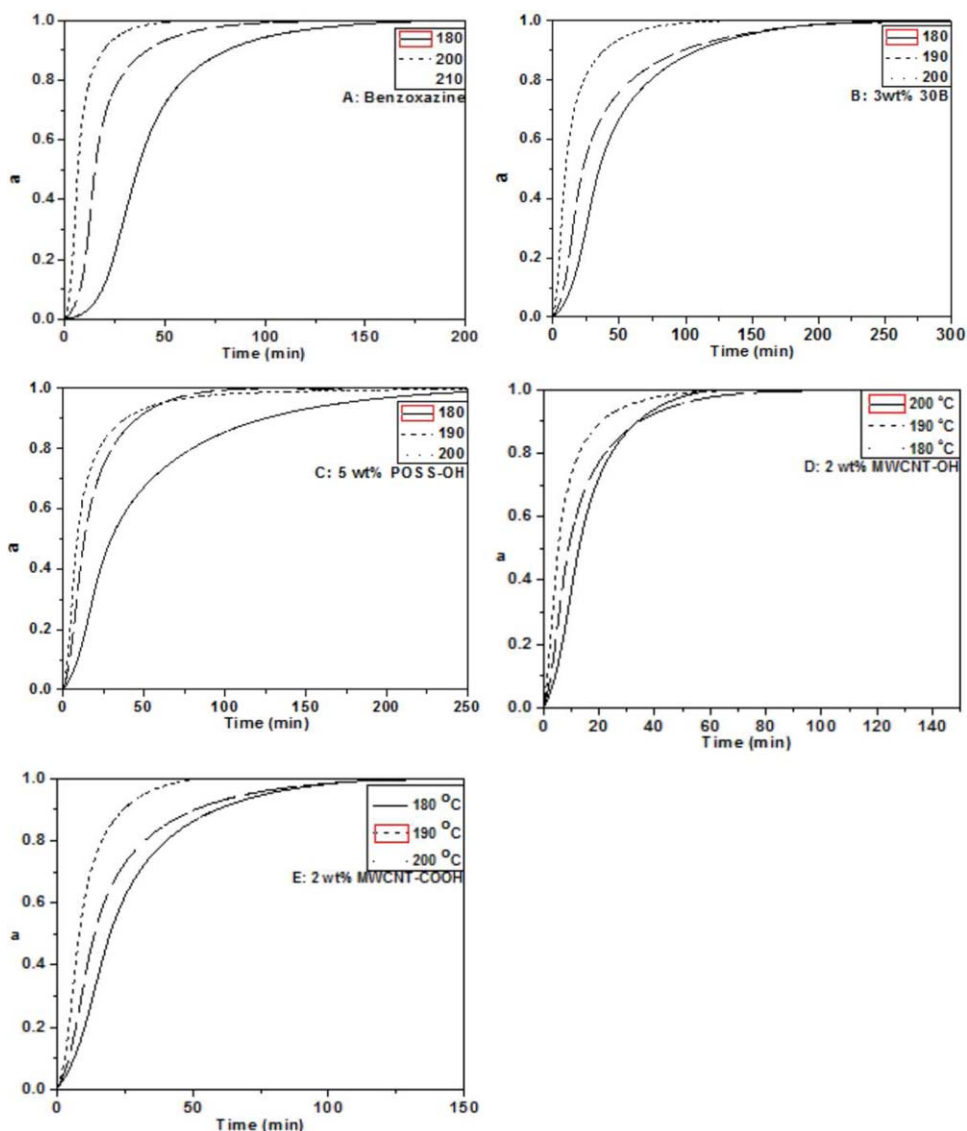 1.0
0.8
0.6
0.4
0.2
0.0
a
180
200
210
A: Benzoxazine
0 50 100 150 200
Time (min)
1.0
0.8
0.6
0.4
0.2
0.0
a
180
190
200
B: 3wt% 30B
0 50 100 150 200 250 300
Time (min)
1.0
0.8
0.6
0.4
0.2
0.0
a
180
190
200
C: 5 wt% POSS-OH
0 50 100 150 200 250
Time (min)
1.0
0.8
0.6
0.4
0.2
0.0
a
200 °C
190 °C
180 °C
D: 2 wt% MWCNT-OH
0 20 40 60 80 100 120 140
Time (min)
1.0
0.8
0.6
0.4
0.2
0.0
a
180 °C
190 °C
200 °C
E: 2 wt% MWCNT-COOH
0 50 100 150
Time (min)